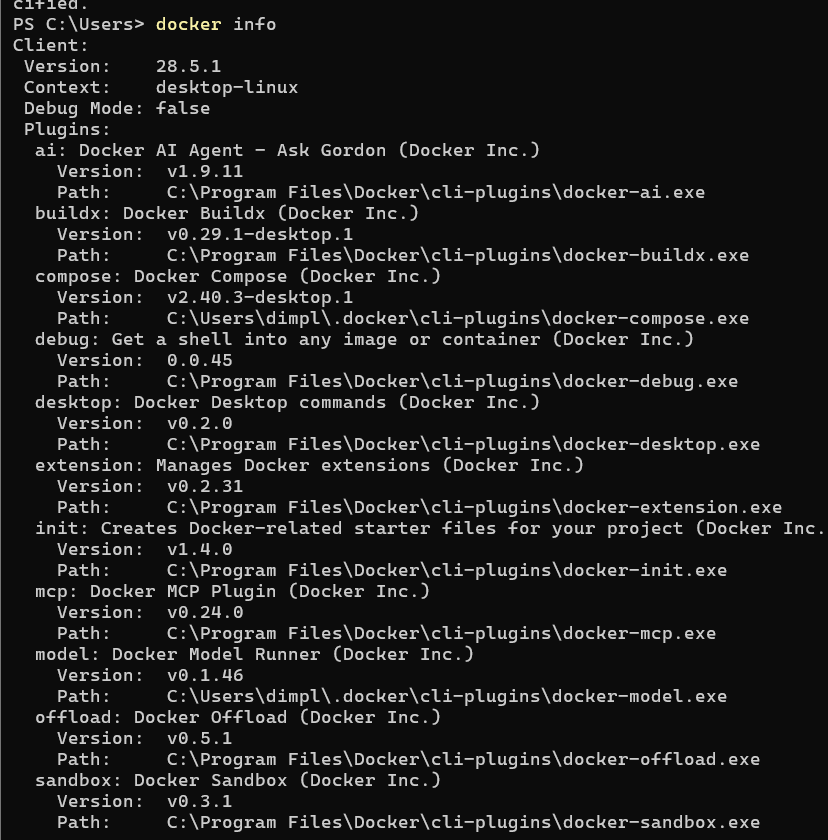 cified.
PS C:\Users> docker info
Client:
 Version:    28.5.1
 Context:    desktop-linux
 Debug Mode: false
 Plugins:
  ai: Docker AI Agent - Ask Gordon (Docker Inc.)
    Version:  v1.9.11
    Path:     C:\Program Files\Docker\cli-plugins\docker-ai.exe
  buildx: Docker Buildx (Docker Inc.)
    Version:  v0.29.1-desktop.1
    Path:     C:\Program Files\Docker\cli-plugins\docker-buildx.exe
  compose: Docker Compose (Docker Inc.)
    Version:  v2.40.3-desktop.1
    Path:     C:\Users\dimpl\.docker\cli-plugins\docker-compose.exe
  debug: Get a shell into any image or container (Docker Inc.)
    Version:  0.0.45
    Path:     C:\Program Files\Docker\cli-plugins\docker-debug.exe
  desktop: Docker Desktop commands (Docker Inc.)
    Version:  v0.2.0
    Path:     C:\Program Files\Docker\cli-plugins\docker-desktop.exe
  extension: Manages Docker extensions (Docker Inc.)
    Version:  v0.2.31
    Path:     C:\Program Files\Docker\cli-plugins\docker-extension.exe
  init: Creates Docker-related starter files for your project (Docker Inc.
    Version:  v1.4.0
    Path:     C:\Program Files\Docker\cli-plugins\docker-init.exe
  mcp: Docker MCP Plugin (Docker Inc.)
    Version:  v0.24.0
    Path:     C:\Program Files\Docker\cli-plugins\docker-mcp.exe
  model: Docker Model Runner (Docker Inc.)
    Version:  v0.1.46
    Path:     C:\Users\dimpl\.docker\cli-plugins\docker-model.exe
  offload: Docker Offload (Docker Inc.)
    Version:  v0.5.1
    Path:     C:\Program Files\Docker\cli-plugins\docker-offload.exe
  sandbox: Docker Sandbox (Docker Inc.)
    Version:  v0.3.1
    Path:     C:\Program Files\Docker\cli-plugins\docker-sandbox.exe